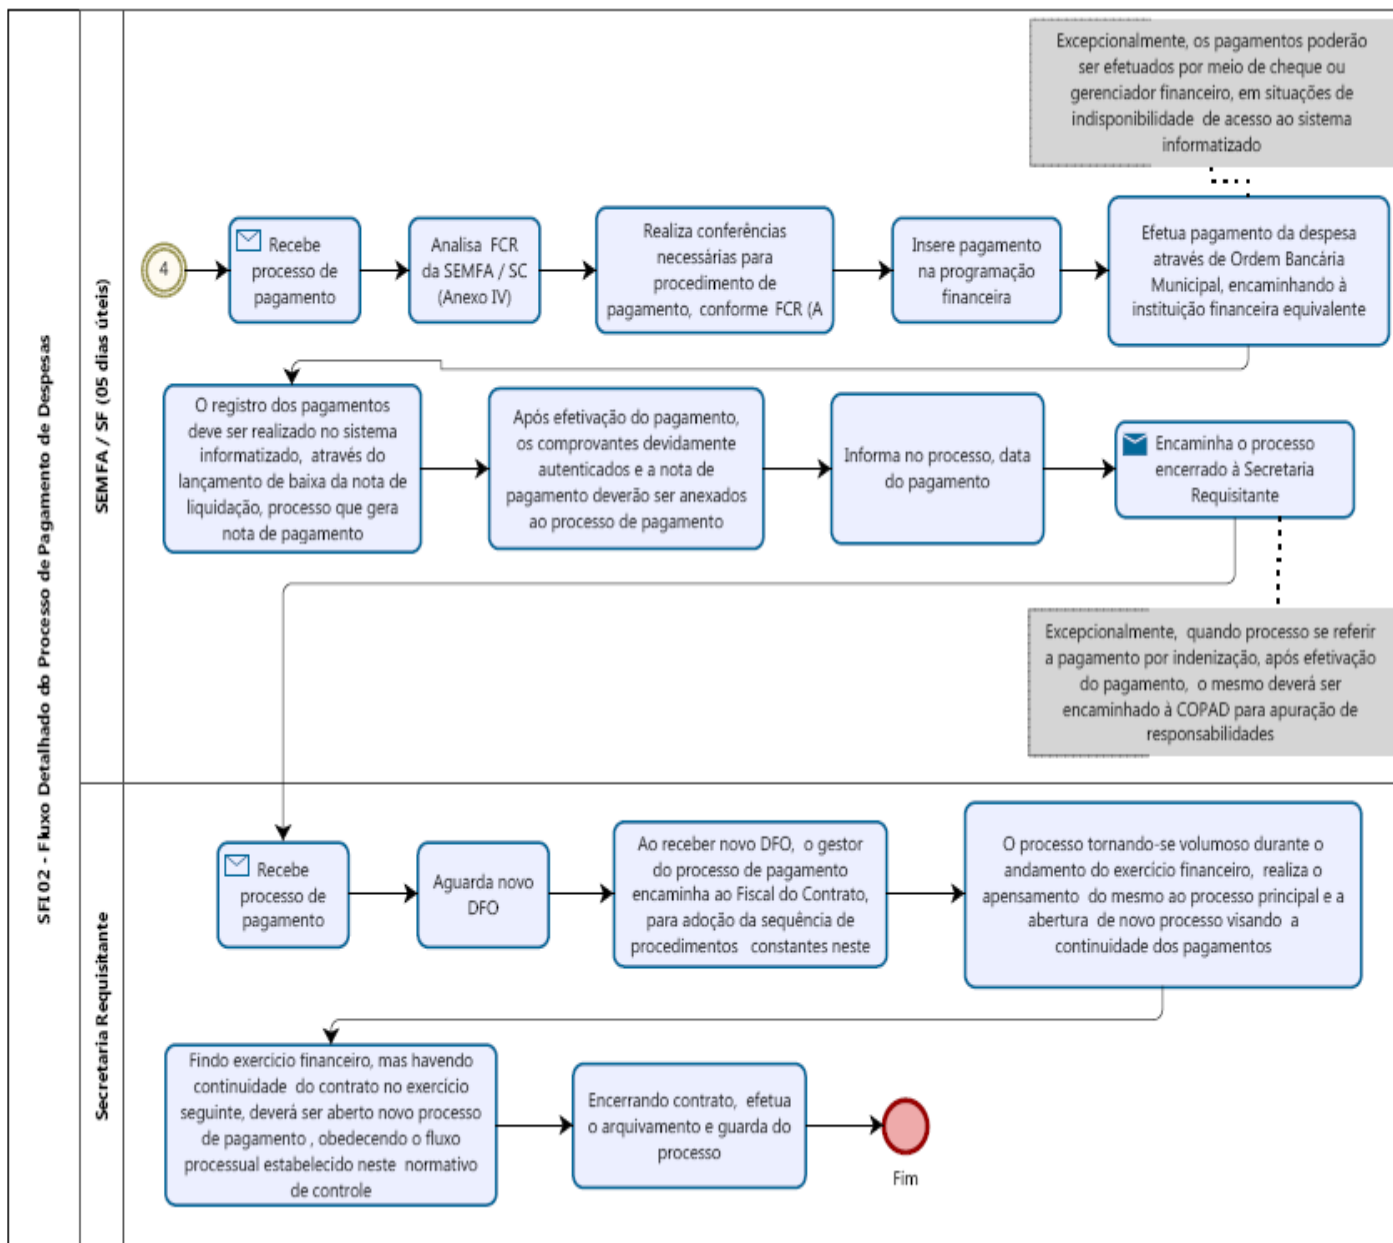 SFI 02 - Fluxo Detalhado do Processo de Pagamento de Despesas
SEMFA / SF (05 dias úteis)
Excepcionalmente, os pagamentos poderão
ser efetuados por meio de cheque ou
gerenciador financeiro, em situações de
indisponibilidade de acesso ao sistema
informatizado
4
Recebe
processo de
pagamento
Analisa FCR
da SEMFA / SC
(Anexo IV)
Realiza conferências
necessárias para
procedimento de
pagamento, conforme FCR (A
Insere pagamento
na programação
financeira
Efetua pagamento da despesa
através de Ordem Bancária
Municipal, encaminhando à
instituição financeira equivalente
O registro dos pagamentos
deve ser realizado no sistema
informatizado, através do
lançamento de baixa da nota de
liquidação, processo que gera
nota de pagamento
Após efetivação do pagamento,
os comprovantes devidamente
autenticados e a nota de
pagamento deverão ser anexados
ao processo de pagamento
Informa no processo, data
do pagamento
Encaminha o processo
encerrado à Secretaria
Requisitante
Excepcionalmente, quando processo se referir
a pagamento por indenização, após efetivação
do pagamento, o mesmo deverá ser
encaminhado à COPAD para apuração de
responsabilidades
Secretaria Requisitante
Recebe
processo de
pagamento
Aguarda novo
DFO
Ao receber novo DFO, o gestor
do processo de pagamento
encaminha ao Fiscal do Contrato,
para adoção da sequência de
procedimentos constantes neste
O processo tornando-se volumoso durante o
andamento do exercício financeiro, realiza o
apensamento do mesmo ao processo principal e a
abertura de novo processo visando a
continuidade dos pagamentos
Findo exercício financeiro, mas havendo
continuidade do contrato no exercício
seguinte, deverá ser aberto novo processo
de pagamento , obedecendo o fluxo
processual estabelecido neste normativo
de controle
Encerrando contrato, efetua
o arquivamento e guarda do
processo
Fim